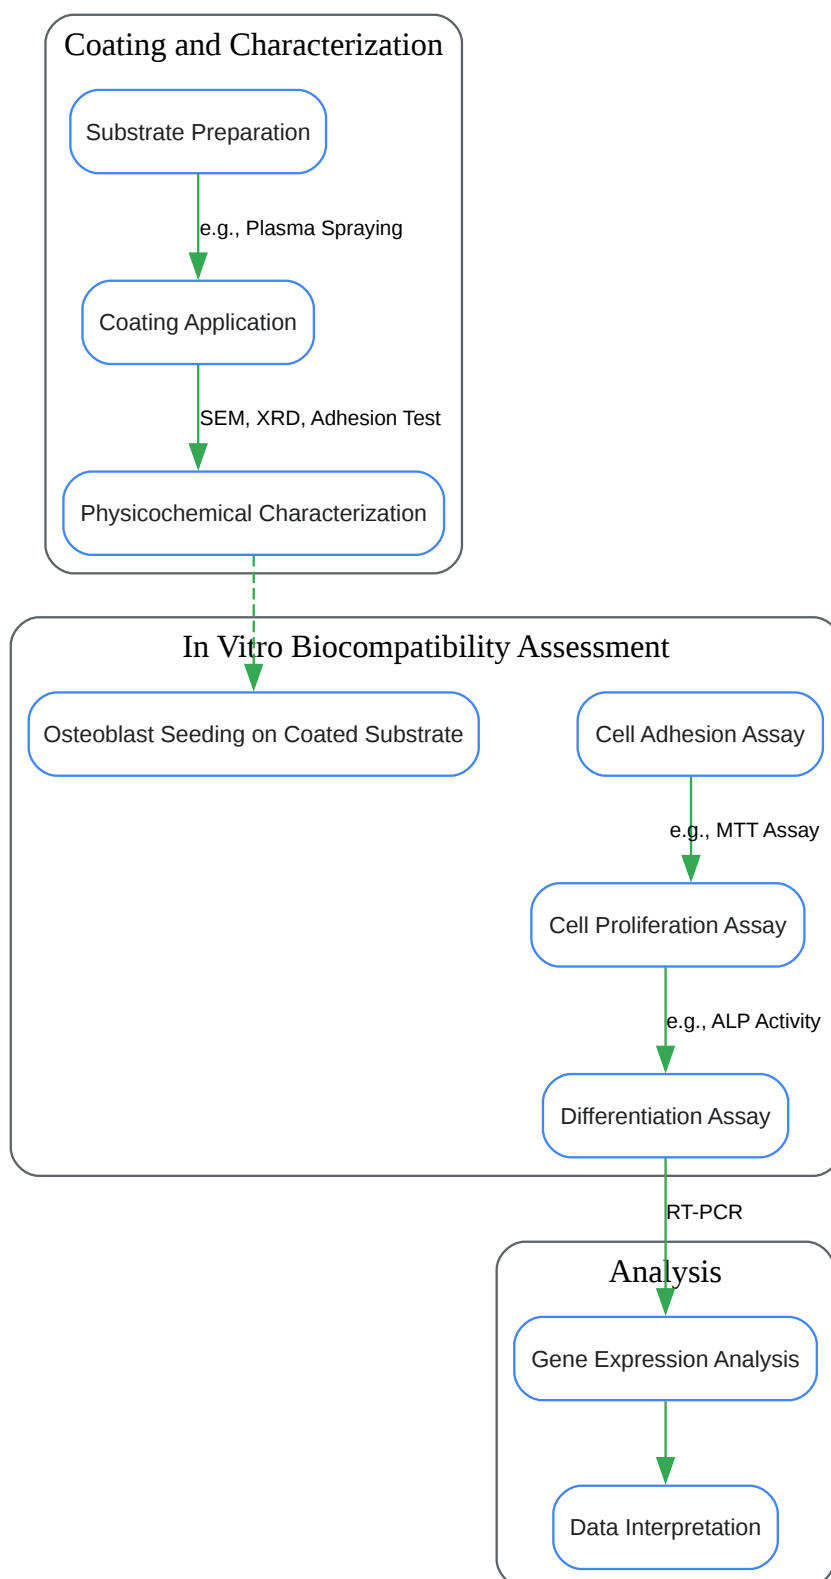 Coating and Characterization
Substrate Preparation
e.g., Plasma Spraying
Coating Application
SEM, XRD, Adhesion Test
Physicochemical Characterization
In Vitro Biocompatibility Assessment
Osteoblast Seeding on Coated Substrate
Cell Adhesion Assay
e.g., MTT Assay
Cell Proliferation Assay
e.g., ALP Activity
Differentiation Assay
RT-PCR
Analysis
Gene Expression Analysis
Data Interpretation